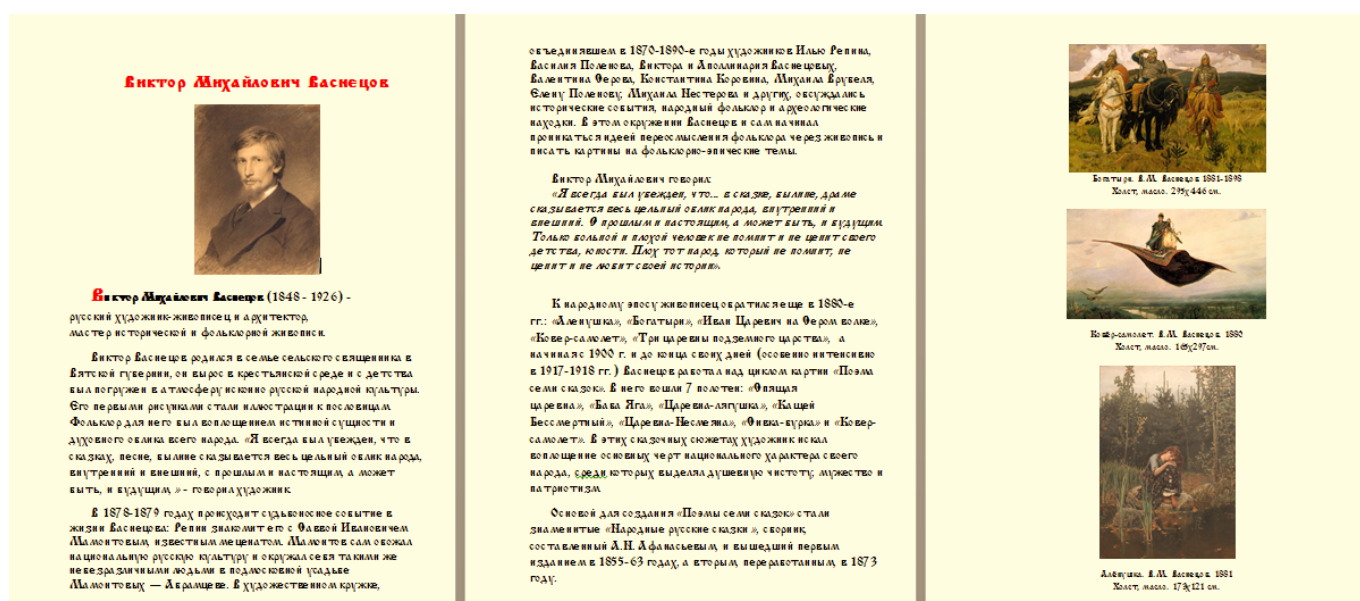 Виктор Михайлович Васнецов
Виктор Михайлович Васнецов (1848 - 1926) -
русский художник-живописец и архитектор,
мастер исторической и фольклорной живописи.
Виктор Васнецов родился в семье сельского священника в
Вятской губернии, он вырос в крестьянской среде и с детства
был погружен в атмосферу исконно русской народной культуры.
Его первыми рисунками стали иллюстрации к пословицам.
Фольклор для него был воплощением истинной сущности и
духовного облика всего народа. «Я всегда был убежден, что в
сказках, песне, былине сказывается весь цельный облик народа,
внутренний и внешний, с прошлым и настоящим, а может
быть, и будущим, » - говорил художник.
В 1878-1879 годах происходит судьбоносное событие в
жизни Васнецова: Репин знакомит его с Саввой Ивановичем
Мамонтовым, известным меценатом. Мамонтов сам обожал
национальную русскую культуру и окружал себя такими же
небезразличными людьми в подмосковной усадьбе
Мамонтовых — Абрамцеве. В художественном кружке,
объединявшем в 1870-1890-е годы художников Илью Репина,
Василия Поленова, Виктора и Аполлинария Васнецовых,
Валентина Серова, Константина Коровина, Михаила Врубеля,
Елену Поленову, Михаила Нестерова и других, обсуждались
исторические события, народный фольклор и археологические
находки. В этом окружении Васнецов и сам начинал
проникаться идеей переосмысления фольклора через живопись и
писать картины на фольклорно-эпические темы.
Виктор Михайлович говорил:
«Я всегда был убежден, что... в сказке, былине, драме
сказывается весь цельный облик народа, внутренний и
внешний. С прошлым и настоящим, а может быть, и будущим.
Только больной и плохой человек не помнит и не ценит своего
детства, юности. Плох тот народ, который не помнит, не
ценит и не любит своей истории».
К народному эпосу живописец обратился еще в 1880-е
гг.: «Аленушка», «Богатыри», «Иван Царевич на Сером волке»,
«Ковер-самолет», «Три царевны подземного царства», а
начиная с 1900 г. и до конца своих дней (особенно интенсивно
в 1917-1918 гг.) Васнецов работал над циклом картин «Поэма
семи сказок». В него вошли 7 полотен: «Спящая
царевна», «Баба Яга», «Царевна-лягушка», «Кащей
Бессмертный», «Царевна-Несмеяна», «Сивка-бурка» и «Ковер-
самолет». В этих сказочных сюжетах художник искал
воплощение основных черт национального характера своего
народа, среди которых выделял душевную чистоту, мужество и
патриотизм.
Основой для создания «Поэмы семи сказок» стали
знаменитые «Народные русские сказки», сборник,
составленный А.Н. Афанасьевым, и вышедший первым
изданием в 1855-63 годах, а вторым, переработанным, в 1873
году.
Богатыри. В.М. Васнецов 1881-1898
Холст, масло. 295х446 см.
Ковёр-самолет. В.М. Васнецов. 1880
Холст, масло. 165х297см.
Алёнушка. В.М. Васнецов. 1881
Холст, масло. 173х121 см.